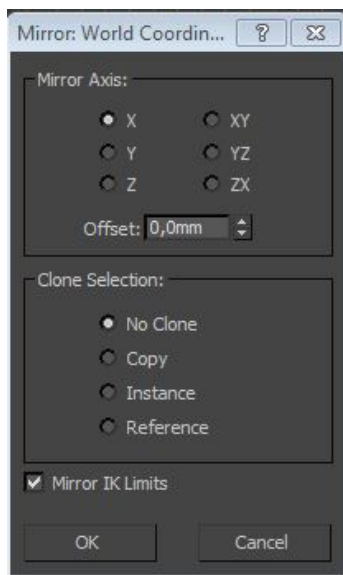 Mirror: World Coordin...
Mirror Axis:
X XY
Y YZ
Z ZX
Offset: 0,0mm
Clone Selection:
No Clone
Copy
Instance
Reference
Mirror IK Limits
OK Cancel